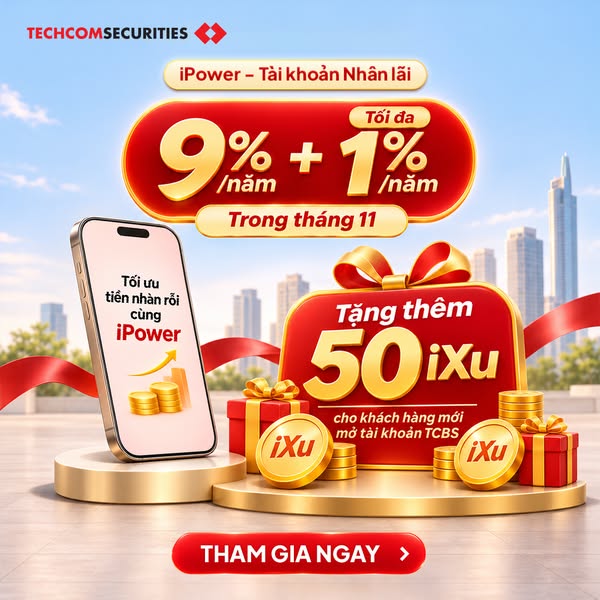 TECHCOMSECURITIES
iPower – Tài khoản Nhân lãi
Tối đa
9%/năm + 1%/năm
Trong tháng 11
Tối ưu
tiền nhàn rỗi
cùng
iPower
Tặng thêm
50 iXu
cho khách hàng mới
mở tài khoản TCBS
iXu
iXu
THAM GIA NGAY >